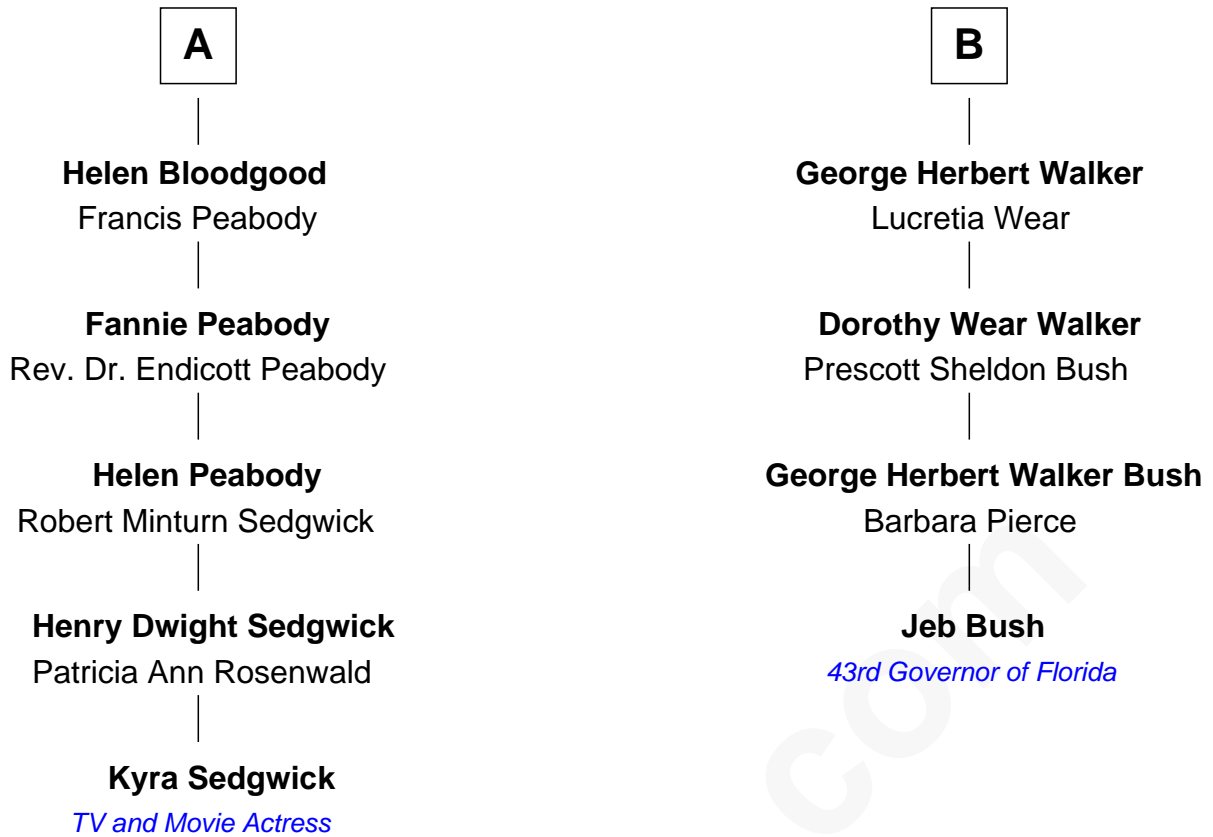 A
Helen Bloodgood
Francis Peabody
Fannie Peabody
Rev. Dr. Endicott Peabody
Helen Peabody
Robert Minturn Sedgwick
Henry Dwight Sedgwick
Patricia Ann Rosenwald
Kyra Sedgwick
TV and Movie Actress
B
George Herbert Walker
Lucretia Wear
Dorothy Wear Walker
Prescott Sheldon Bush
George Herbert Walker Bush
Barbara Pierce
Jeb Bush
43rd Governor of Florida
com